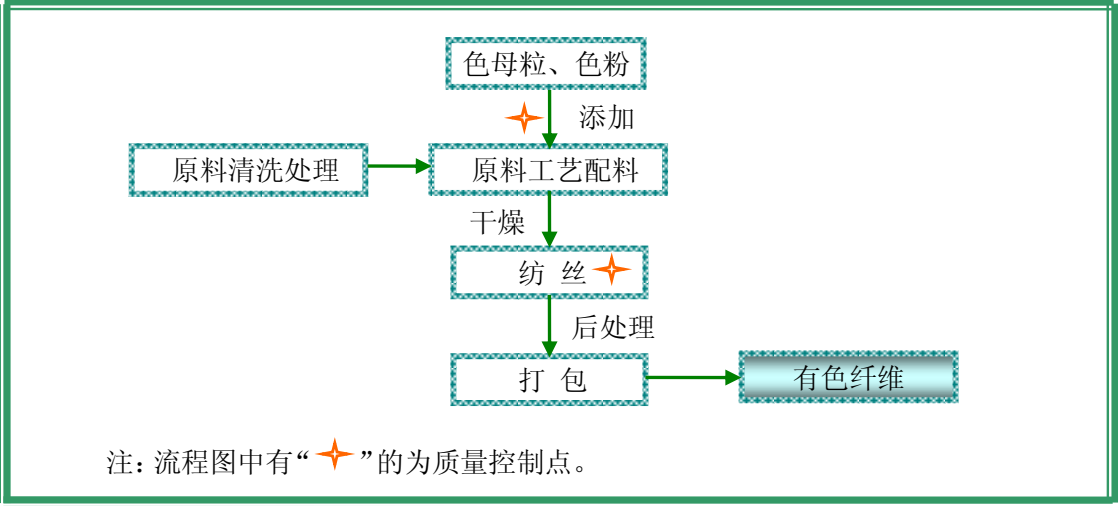 色母粒、色粉
添加
原料清洗处理
原料工艺配料
干燥
纺 丝
后处理
打 包
有色纤维
注：流程图中有“ ”的为质量控制点。